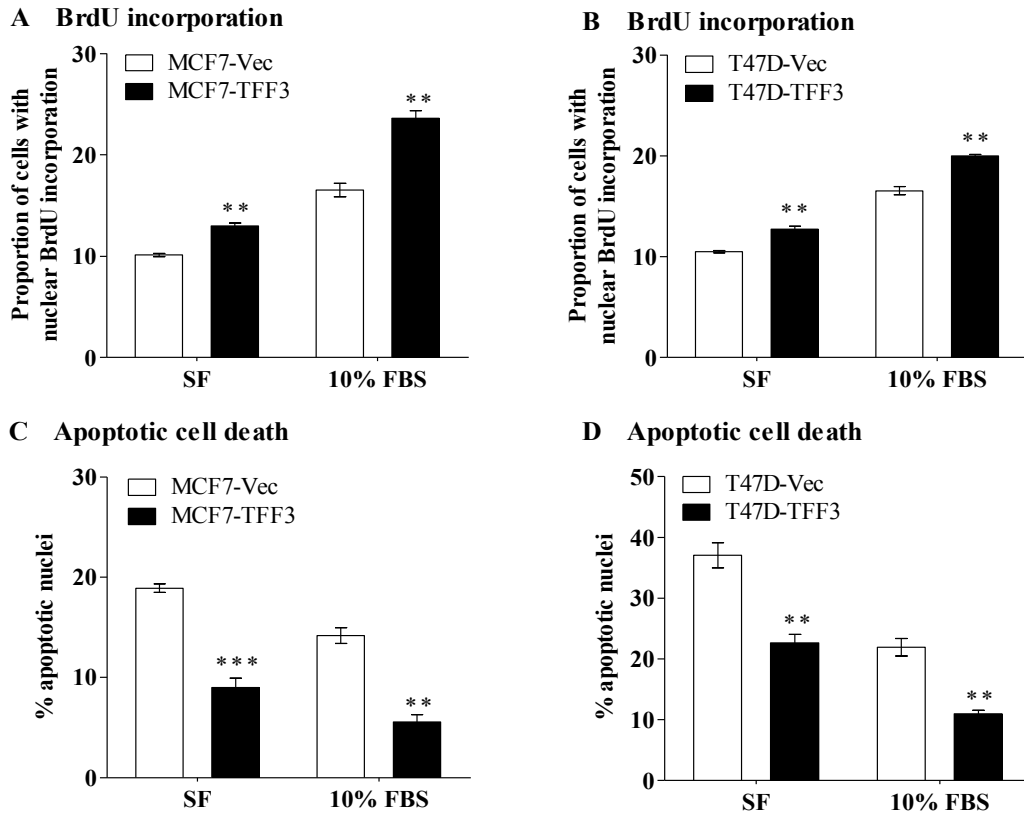 A BrdU incorporation
Proportion of cells with
nuclear BrdU incorporation
30
20
10
0
MCF7-Vec
MCF7-TFF3
**
**
SF
10% FBS
B BrdU incorporation
Proportion of cells with
nuclear BrdU incorporation
30
20
10
0
T47D-Vec
T47D-TFF3
**
**
SF
10% FBS
C Apoptotic cell death
% apoptotic nuclei
30
20
10
0
MCF7-Vec
MCF7-TFF3
***
**
SF
10% FBS
D Apoptotic cell death
% apoptotic nuclei
50
40
30
20
10
0
T47D-Vec
T47D-TFF3
**
**
SF
10% FBS